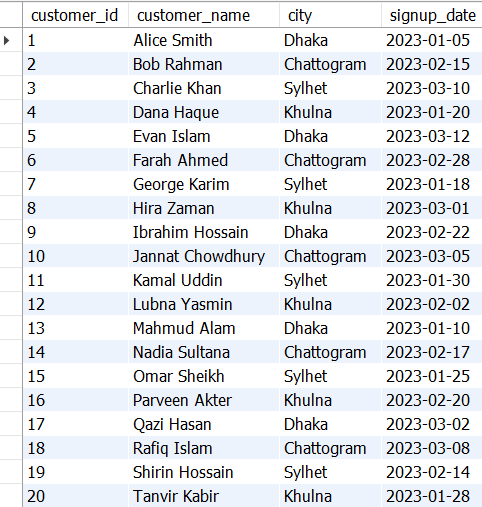 customer_id customer_name city signup_date
1 Alice Smith Dhaka 2023-01-05
2 Bob Rahman Chattogram 2023-02-15
3 Charlie Khan Sylhet 2023-03-10
4 Dana Haque Khulna 2023-01-20
5 Evan Islam Dhaka 2023-03-12
6 Farah Ahmed Chattogram 2023-02-28
7 George Karim Sylhet 2023-01-18
8 Hira Zaman Khulna 2023-03-01
9 Ibrahim Hossain Dhaka 2023-02-22
10 Jannat Chowdhury Chattogram 2023-03-05
11 Kamal Uddin Sylhet 2023-01-30
12 Lubna Yasmin Khulna 2023-02-02
13 Mahmud Alam Dhaka 2023-01-10
14 Nadia Sultana Chattogram 2023-02-17
15 Omar Sheikh Sylhet 2023-01-25
16 Parveen Akter Khulna 2023-02-20
17 Qazi Hasan Dhaka 2023-03-02
18 Rafiq Islam Chattogram 2023-03-08
19 Shirin Hossain Sylhet 2023-02-14
20 Tanvir Kabir Khulna 2023-01-28